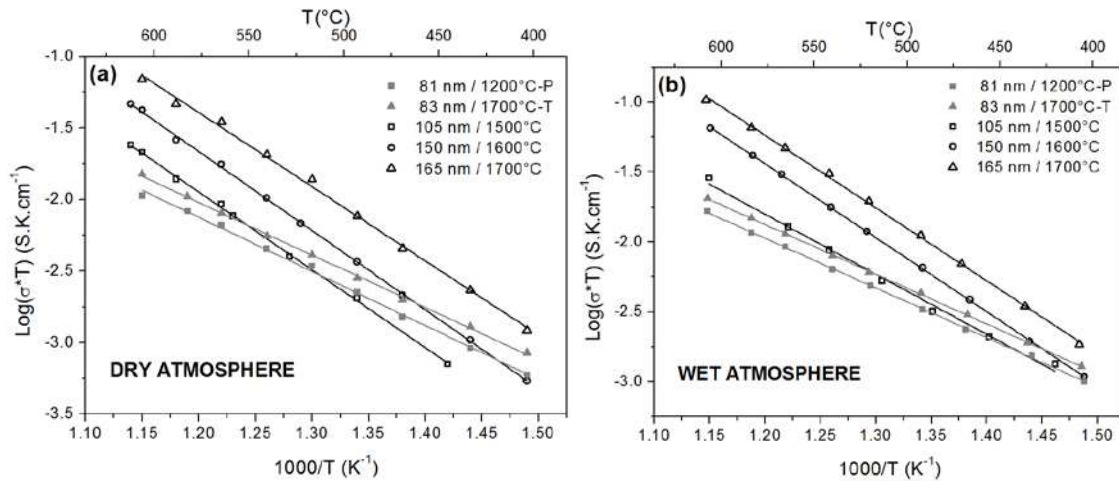 T(°C)
600 550 500 450 400
(a)
81 nm / 1200°C-P
83 nm / 1700°C-T
105 nm / 1500°C
150 nm / 1600°C
165 nm / 1700°C
Log(σ*T) (S.K.cm⁻¹)
-1.0
-1.5
-2.0
-2.5
-3.0
-3.5
DRY ATMOSPHERE
1.10 1.15 1.20 1.25 1.30 1.35 1.40 1.45 1.50
1000/T (K⁻¹)
T(°C)
600 550 500 450 400
b)
81 nm / 1200°C-P
83 nm / 1700°C-T
105 nm / 1500°C
150 nm / 1600°C
165 nm / 1700°C
Log(σ*T) (S.K.cm⁻¹)
-1.0
-1.5
-2.0
-2.5
-3.0
WET ATMOSPHERE
1.10 1.15 1.20 1.25 1.30 1.35 1.40 1.45 1.50
1000/T (K⁻¹)